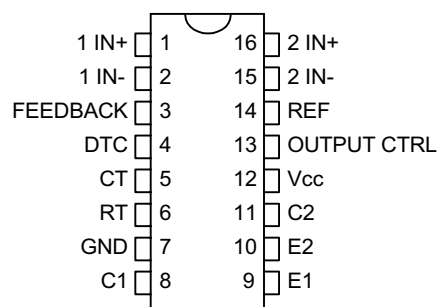 1 IN+ 1 16 2 IN+
1 IN- 2 15 2 IN-
FEEDBACK 3 14 REF
DTC 4 13 OUTPUT CTRL
CT 5 12 Vcc
RT 6 11 C2
GND 7 10 E2
C1 8 9 E1